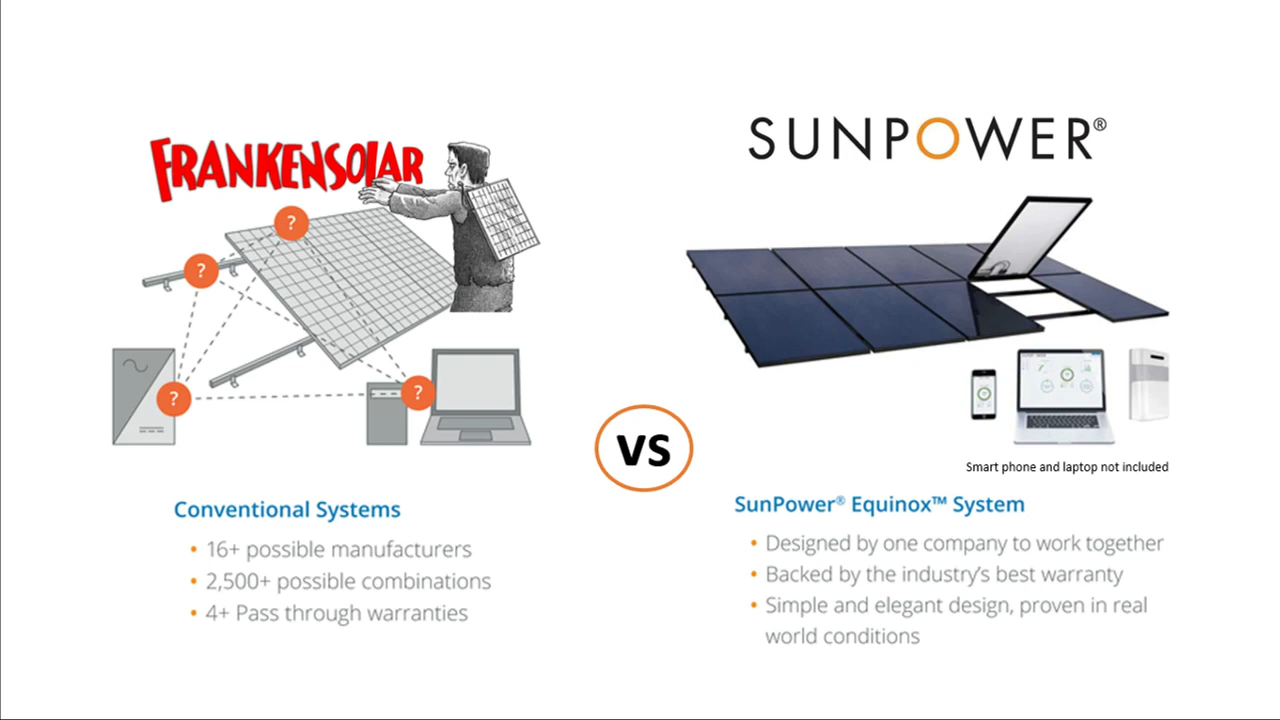 FRANKENSOLAR
?
?
?
?
Conventional Systems
• 16+ possible manufacturers
• 2,500+ possible combinations
• 4+ Pass through warranties
VS
SUNPOWER®
Smart phone and laptop not included
SunPower® Equinox™ System
• Designed by one company to work together
• Backed by the industry's best warranty
• Simple and elegant design, proven in real
world conditions